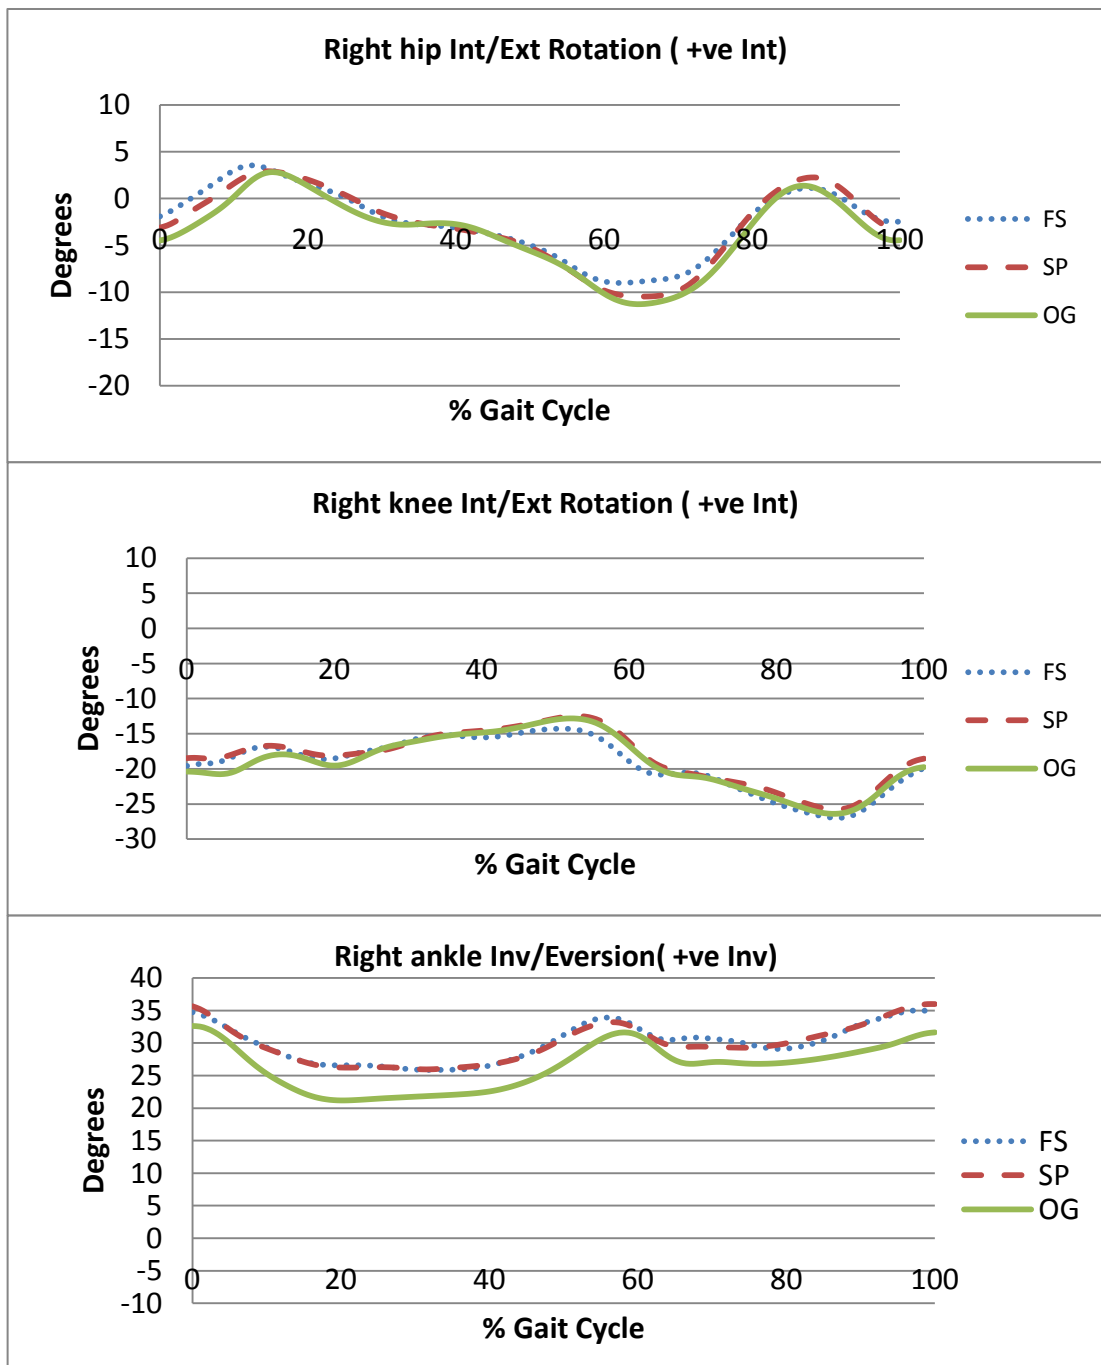 Right hip Int/Ext Rotation ( +ve Int)
10
5
0
-5
-10
-15
-20
0 20 40 60 80 100
Degrees
% Gait Cycle
FS
SP
OG
Right knee Int/Ext Rotation ( +ve Int)
10
5
0
-5
-10
-15
-20
-25
-30
0 20 40 60 80 100
Degrees
% Gait Cycle
FS
SP
OG
Right ankle Inv/Eversion( +ve Inv)
40
35
30
25
20
15
10
5
0
-5
-10
0 20 40 60 80 100
Degrees
% Gait Cycle
FS
SP
OG